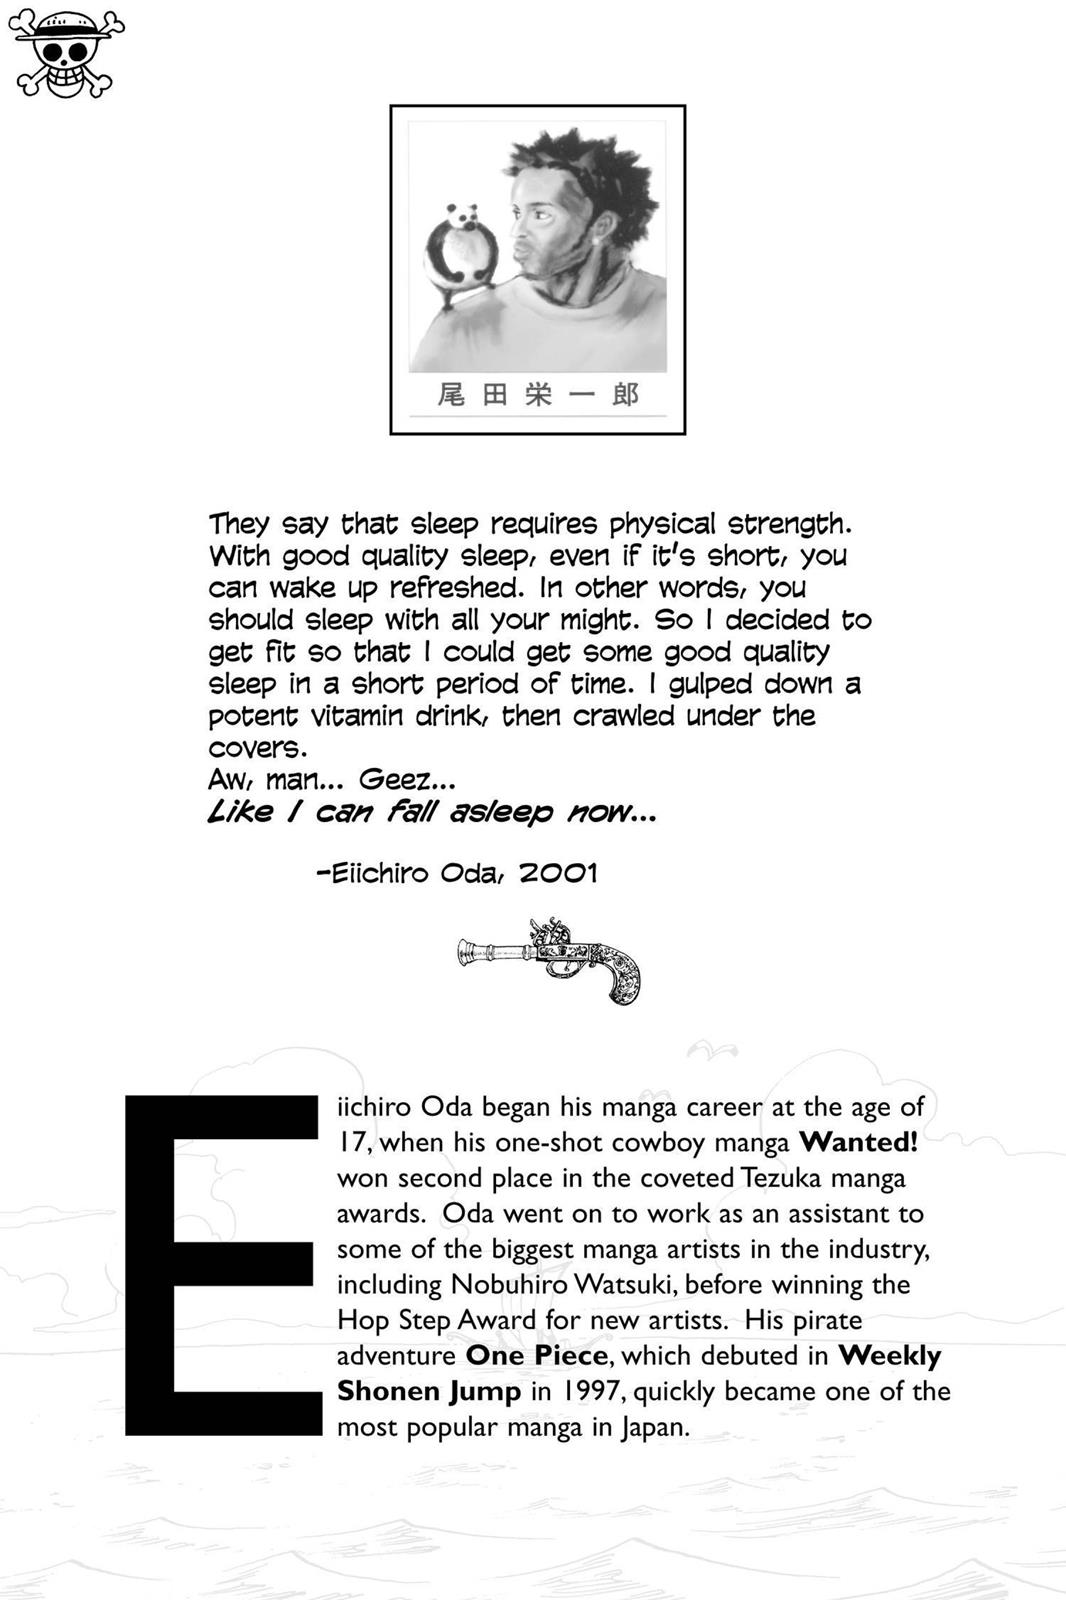 尾田栄一郎
They say that sleep requires physical strength.
With good quality sleep, even if it's short, you
can wake up refreshed. In other words, you
should sleep with all your might. So I decided to
get fit so that I could get some good quality
sleep in a short period of time. I gulped down a
potent vitamin drink, then crawled under the
covers.
Aw, man... Geez...
Like I can fall asleep now...
-Eiichiro Oda, 2001
Eiichiro Oda began his manga career at the age of
17, when his one-shot cowboy manga Wanted!
won second place in the coveted Tezuka manga
awards. Oda went on to work as an assistant to
some of the biggest manga artists in the industry,
including Nobuhiro Watsuki, before winning the
Hop Step Award for new artists. His pirate
adventure One Piece, which debuted in Weekly
Shonen Jump in 1997, quickly became one of the
most popular manga in Japan.